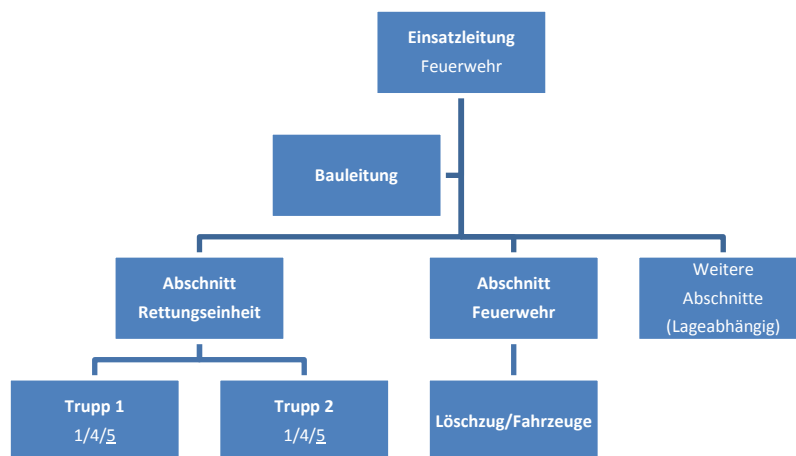 Einsatzleitung
Feuerwehr
Bauleitung
Abschnitt
Rettungseinheit
Abschnitt
Feuerwehr
Weitere
Abschnitte
(Lageabhängig)
Trupp 1
1/4/5
Trupp 2
1/4/5
Löschzug/Fahrzeuge